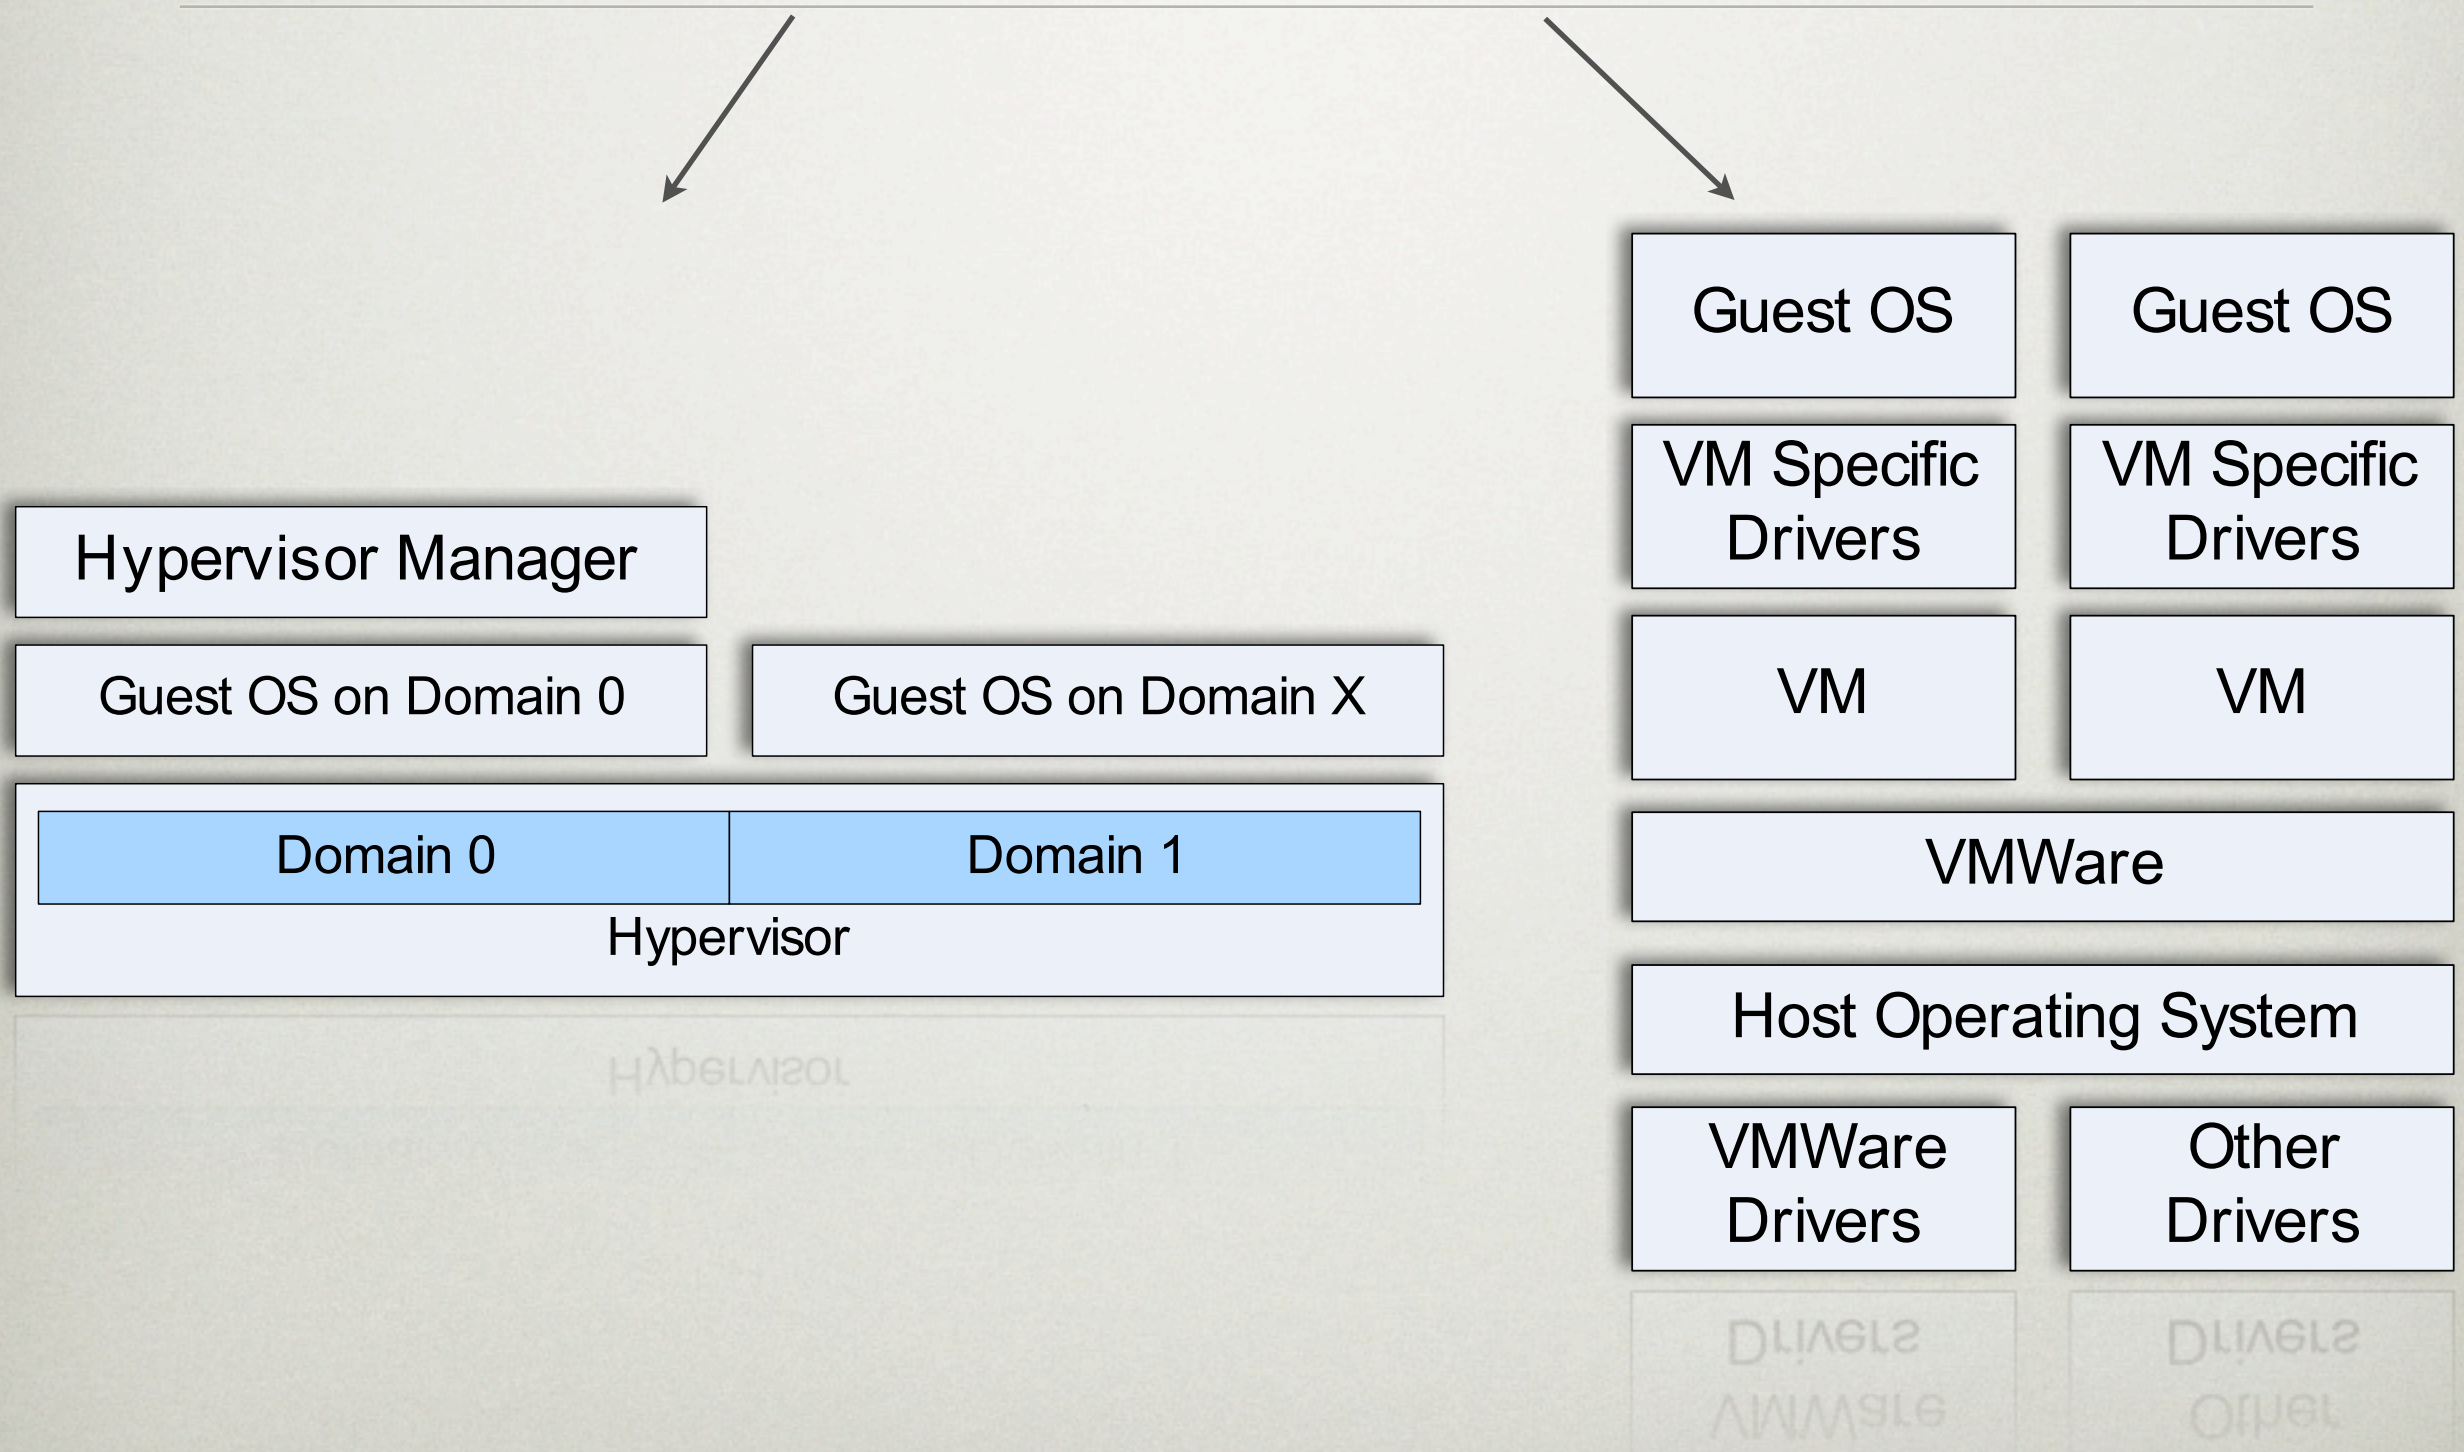 Hypervisor Manager
Guest OS on Domain 0
Guest OS on Domain X
Domain 0
Domain 1
Hypervisor
Guest OS
Guest OS
VM Specific
Drivers
VM Specific
Drivers
VM
VM
VMWare
Host Operating System
VMWare
Drivers
Other
Drivers